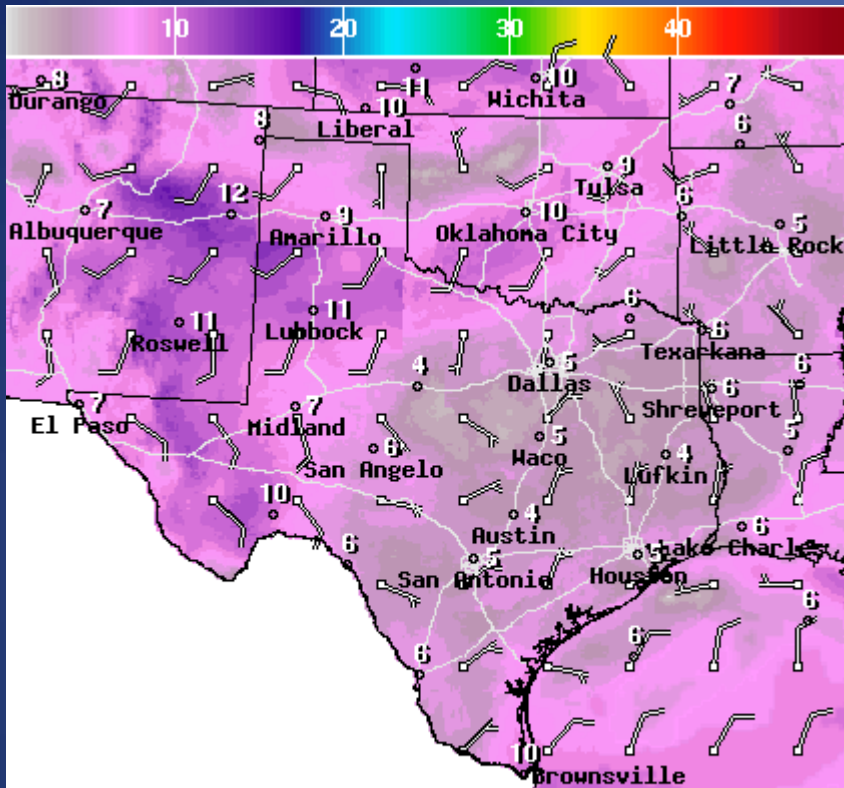 10 20 30 40
8 11 10 7
Durango Wichita
10
Liberal
8 6
9
Tulsa
7 12 9 10 6 5
Albuquerque Amarillo Oklahoma City Little Rock
11 11 6
Roswell Lubbock 6
Texarkana
4 5 6
Dallas
7 7 6
El Paso Midland Shreveport
6 5 4 5
San Angelo Waco Lufkin
10 4 6
Austin
6 5 5 Lake Charles
San Antonio Houston
6
6 6
10
Brownsville